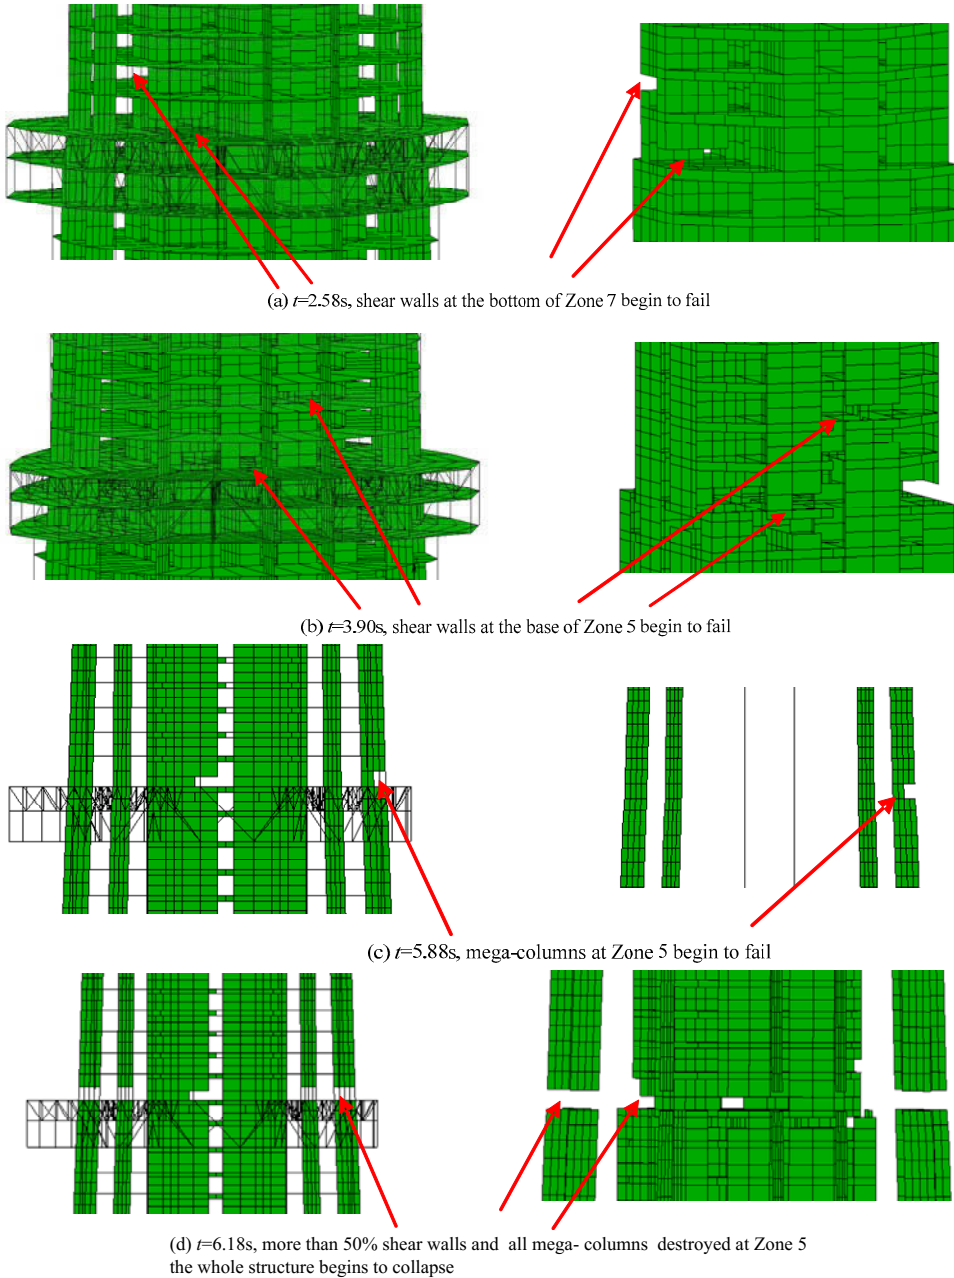 (a) t=2.58s, shear walls at the bottom of Zone 7 begin to fail
(b) t=3.90s, shear walls at the base of Zone 5 begin to fail
(c) t=5.88s, mega-columns at Zone 5 begin to fail
(d) t=6.18s, more than 50% shear walls and all mega- columns destroyed at Zone 5
the whole structure begins to collapse